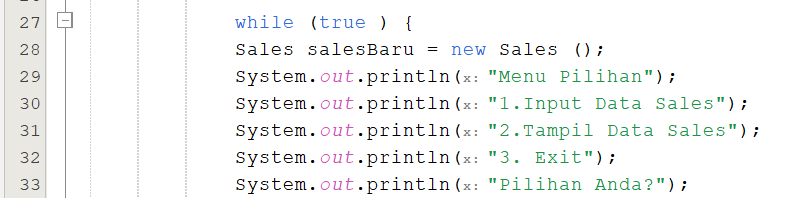 27 while (true ) {
28 Sales salesBaru = new Sales ();
29 System.out.println(x: "Menu Pilihan");
30 System.out.println(x: "1.Input Data Sales");
31 System.out.println(x: "2.Tampil Data Sales");
32 System.out.println(x: "3. Exit");
33 System.out.println(x: "Pilihan Anda?");